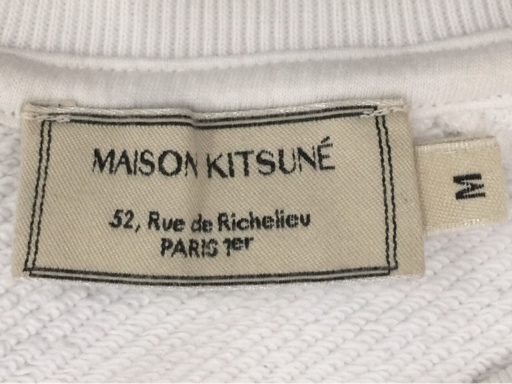 MAISON KITSUNÉ
52, Rue de Richelieu
PARIS 1er
M